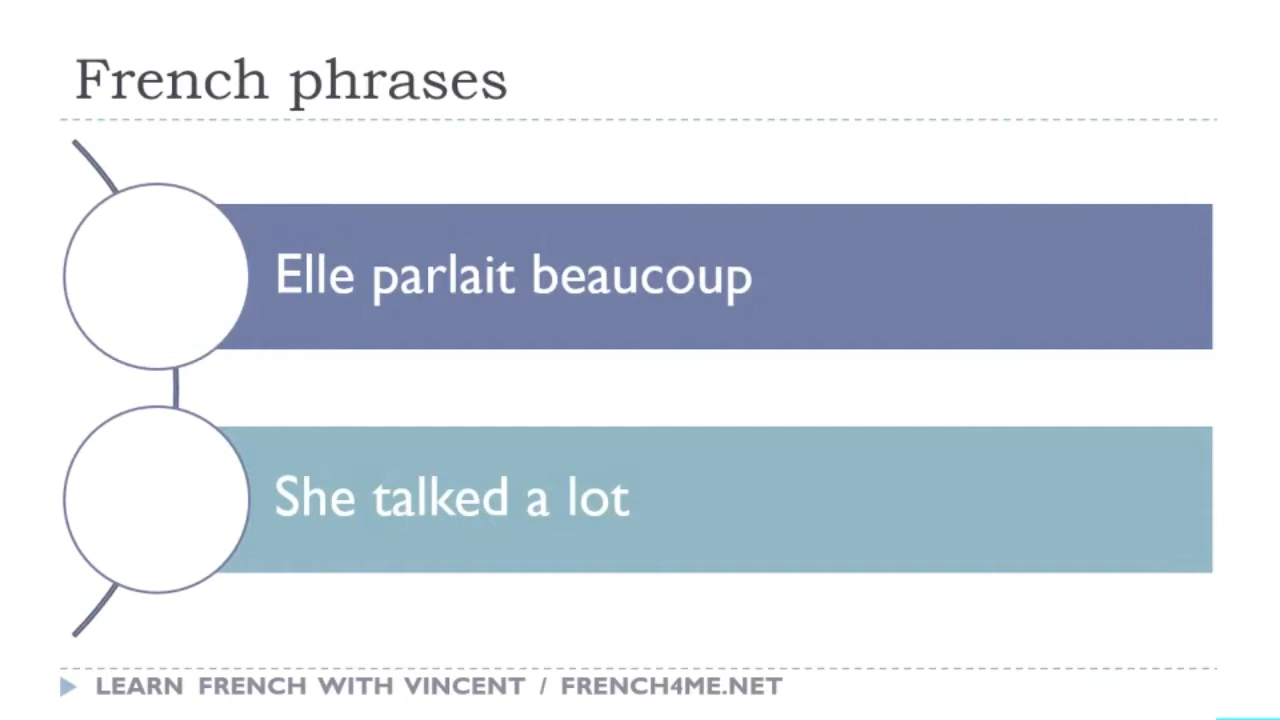 French phrases
Elle parlait beaucoup
She talked a lot
LEARN FRENCH WITH VINCENT / FRENCH4ME.NET